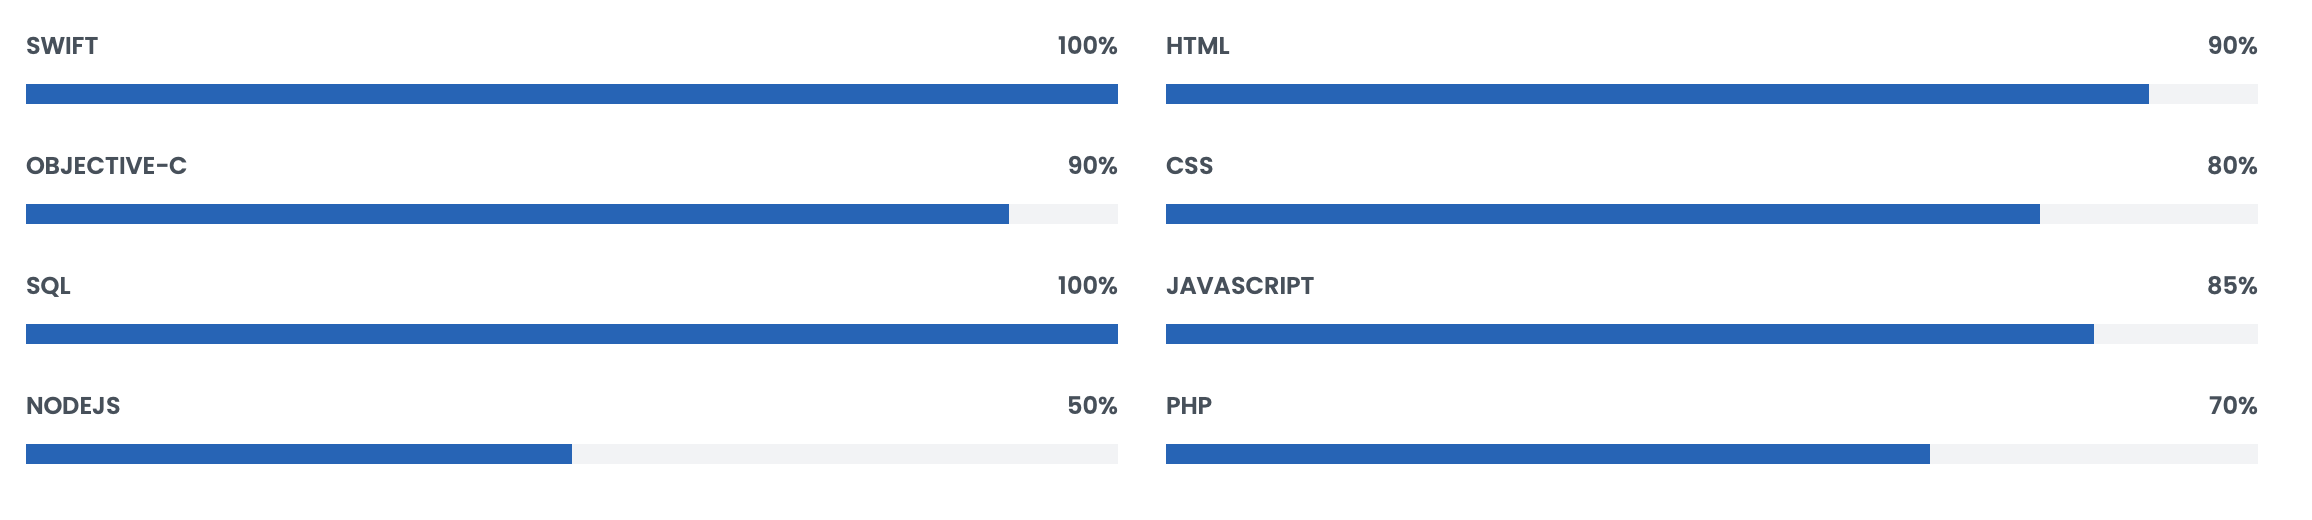 SWIFT 100%
OBJECTIVE-C 90%
SQL 100%
NODEJS 50%
HTML 90%
CSS 80%
JAVASCRIPT 85%
PHP 70%